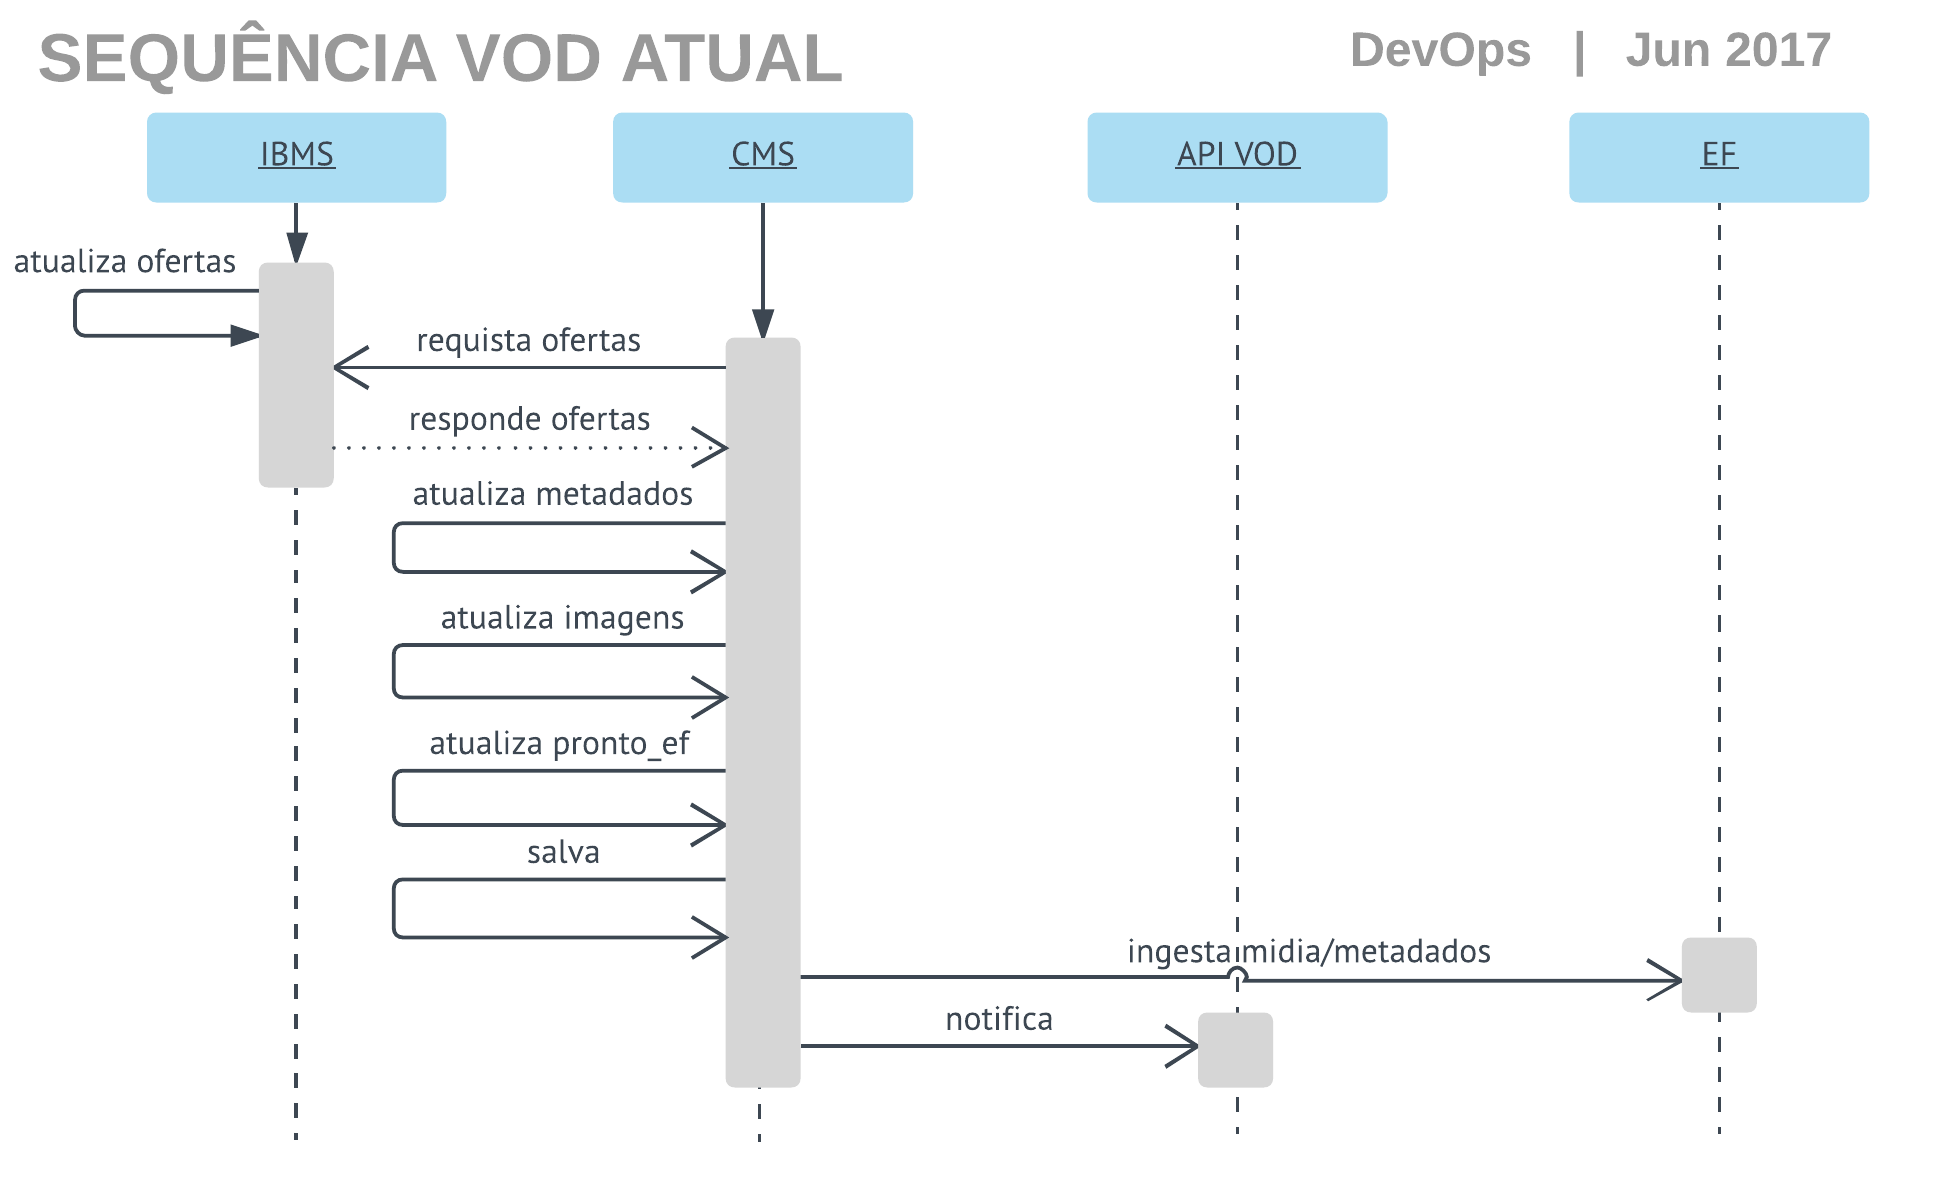 SEQUÊNCIA VOD ATUAL
DevOps | Jun 2017
IBMS
CMS
API VOD
EF
atualiza ofertas
requista ofertas
responde ofertas
atualiza metadados
atualiza imagens
atualiza pronto_ef
salva
ingesta midia/metadados
notifica